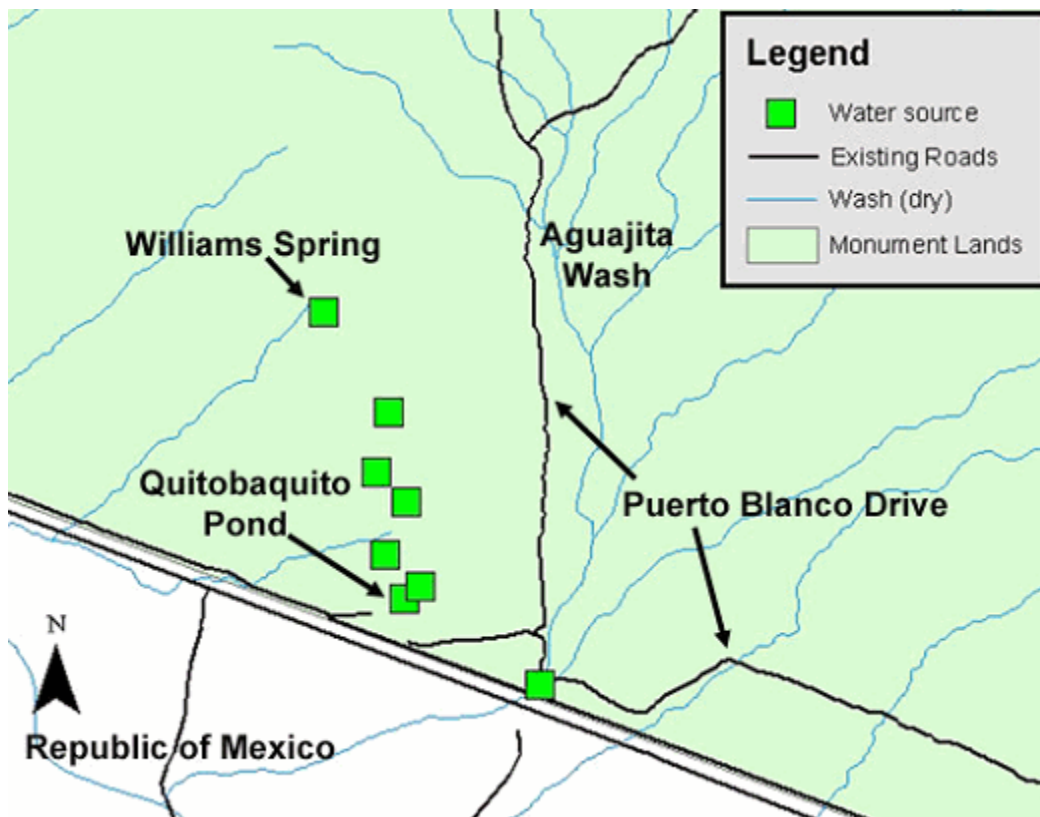 Legend
Water source
Existing Roads
Wash (dry)
Monument Lands
Williams Spring
Aguajita
Wash
Quitobaquito
Pond
Puerto Blanco Drive
N
Republic of Mexico